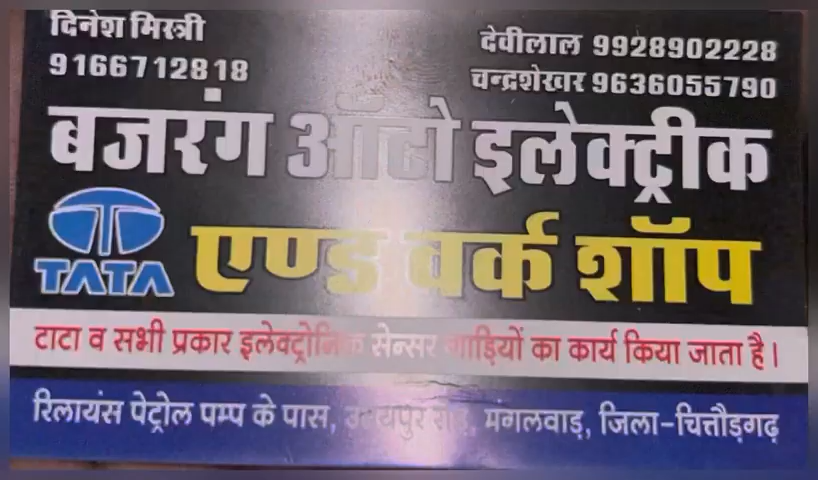 दिनेश मिस्त्री
9166712818
देवीलाल 9928902228
चन्द्रशेखर 9636055790
बजरंग ऑटो इलेक्ट्रीक
TATA
एण्ड वर्क शॉप
टाटा व सभी प्रकार इलेक्ट्रोनिक सेन्सर गाड़ियों का कार्य किया जाता है।
रिलायंस पेट्रोल पम्प के पास, उदयपुर रोड, मगलवाड़, जिला-चित्तौड़गढ़